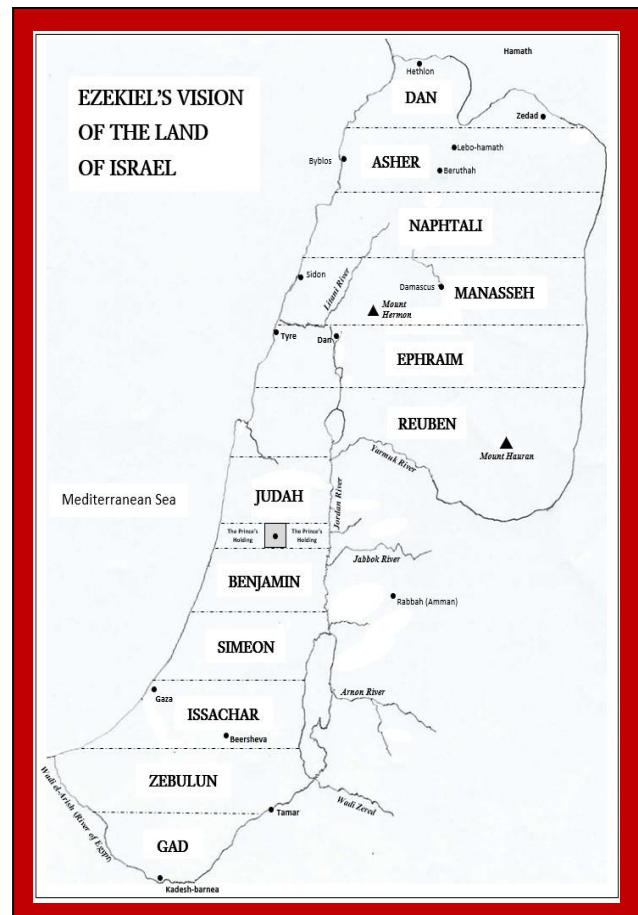 EZEKIEL'S VISION
OF THE LAND
OF ISRAEL
Hamath
Hethlon
DAN
Zedad
Lebo-hamath
Byblos
ASHER
Beruthah
NAPHTALI
Sidon
Litani River
Damascus
MANASSEH
Mount
Hermon
Tyre
Dan
EPHRAIM
REUBEN
Mount Hauran
Yarmuk River
Mediterranean Sea
JUDAH
Jordan River
The Prince's
Holding
The Prince's
Holding
Jabbok River
BENJAMIN
Rabbah (Amman)
SIMEON
Gaza
Arnon River
ISSACHAR
Beersheva
ZEBULUN
Wadi el-Arish (River of Egypt)
Wadi Zered
Tamar
GAD
Kadesh-barnea